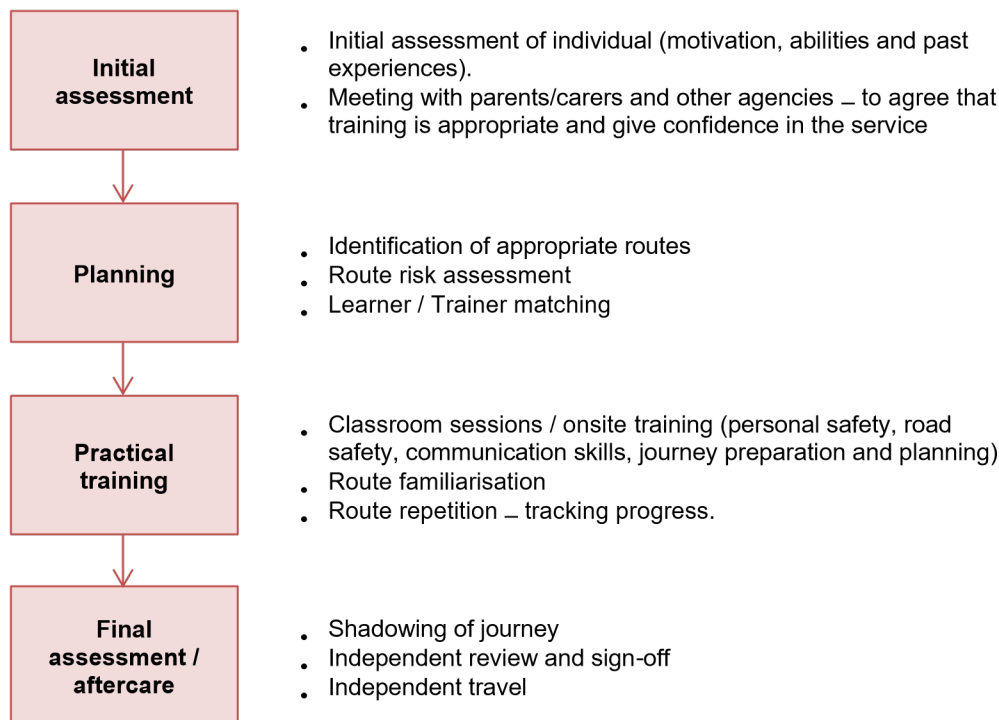 Initial
assessment
• Initial assessment of individual (motivation, abilities and past
experiences).
• Meeting with parents/carers and other agencies – to agree that
training is appropriate and give confidence in the service
Planning
• Identification of appropriate routes
• Route risk assessment
• Learner / Trainer matching
Practical
training
• Classroom sessions / onsite training (personal safety, road
safety, communication skills, journey preparation and planning)
• Route familiarisation
• Route repetition – tracking progress.
Final
assessment /
aftercare
• Shadowing of journey
• Independent review and sign-off
• Independent travel